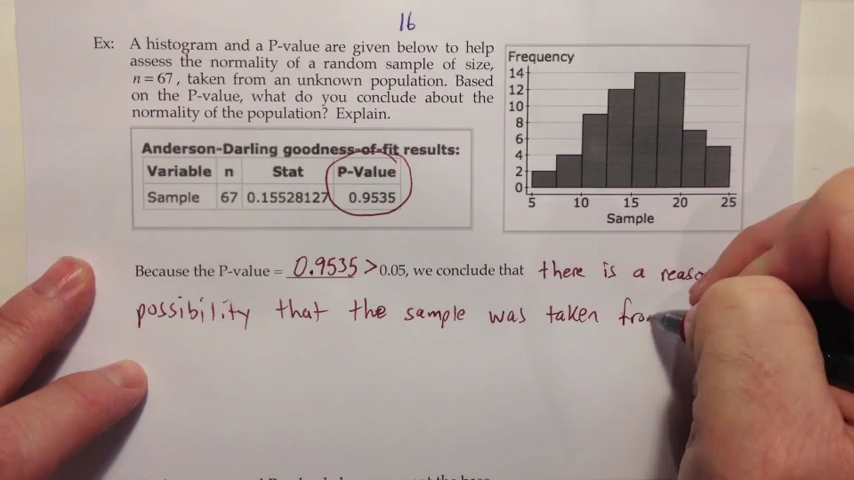 16
Ex: A histogram and a P-value are given below to help
assess the normality of a random sample of size,
n = 67, taken from an unknown population. Based
on the P-value, what do you conclude about the
normality of the population? Explain.
Anderson-Darling goodness-of-fit results:
Variable n Stat P-Value
Sample 67 0.15528127 0.9535
Frequency
14
12
10
8
6
4
2
0
5 10 15 20 25
Sample
Because the P-value = 0.9535 > 0.05, we conclude that there is a
possibility that the sample was taken